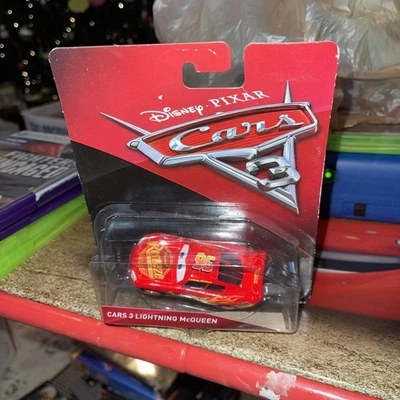 Disney · PIXAR
Cars
3
95
CARS 3 LIGHTNING McQUEEN